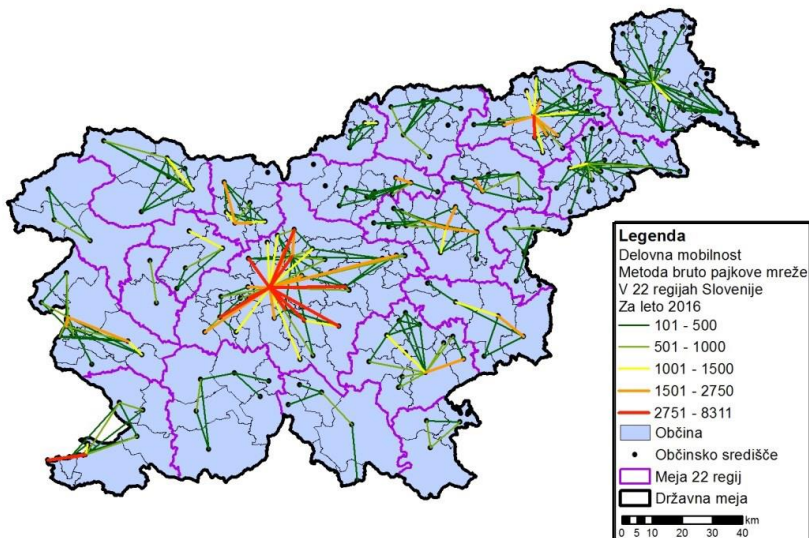 Legenda
Delovna mobilnost
Metoda bruto pajkove mreže
V 22 regijah Slovenije
Za leto 2016
101 - 500
501 - 1000
1001 - 1500
1501 - 2750
2751 - 8311
Občina
Občinsko središče
Meja 22 regij
Državna meja
km
0 5 10 20 30 40